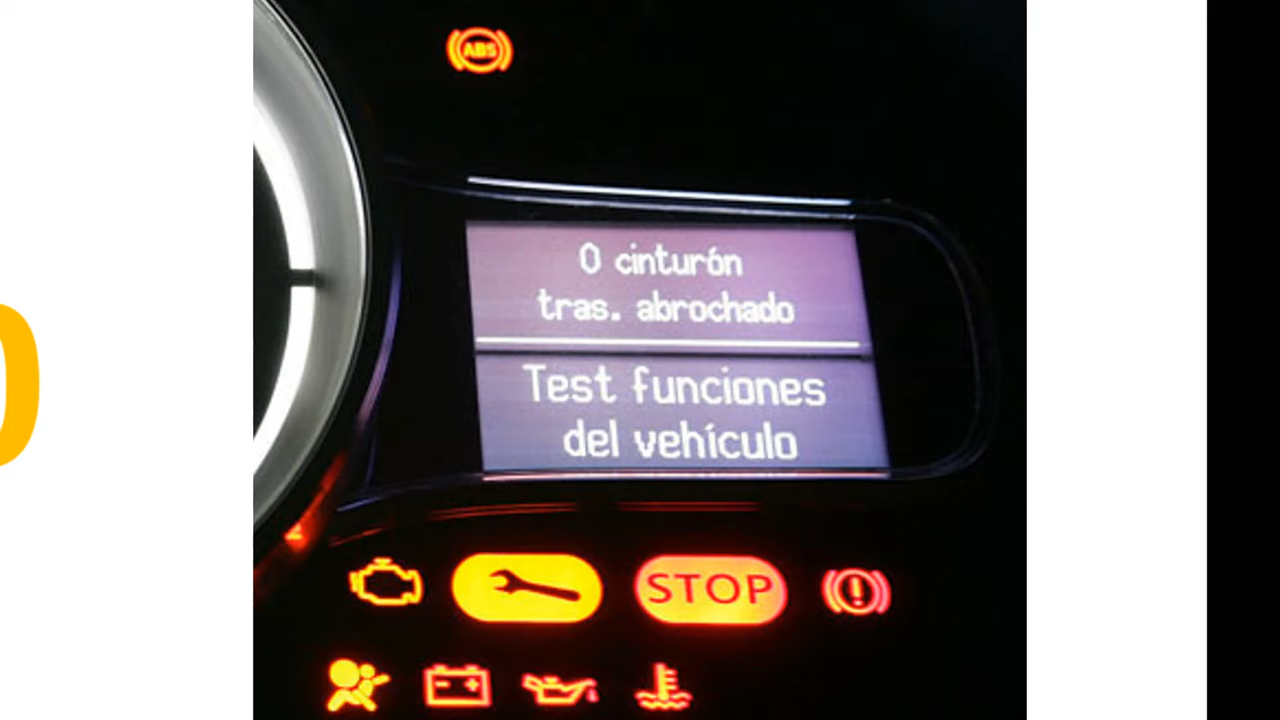 ABS
0 cinturón
tras. abrochado
Test funciones
del vehículo
STOP